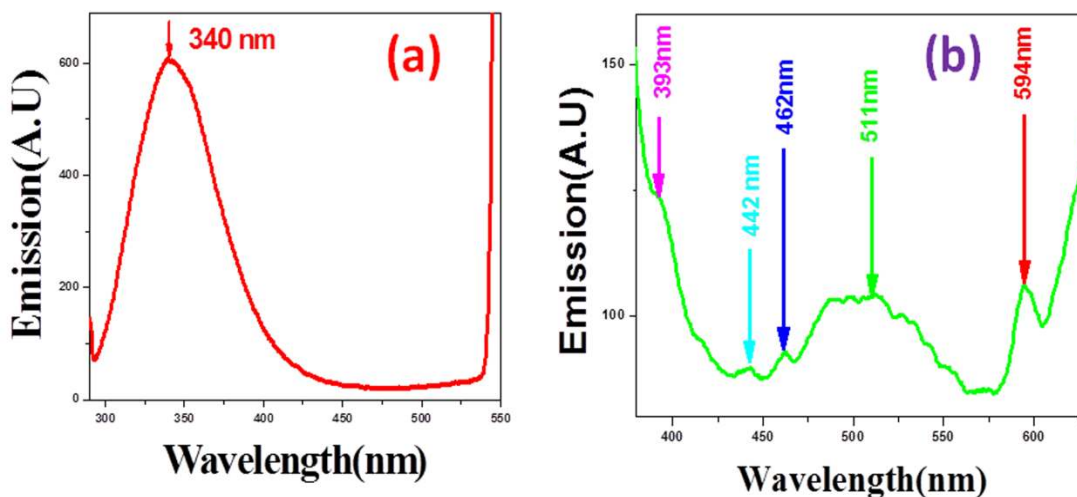 340 nm
(a)
600
400
200
0
300
350
400
450
500
550
Emission(A.U)
Wavelength(nm)
(b)
393nm
442 nm
462nm
511nm
594nm
150
100
400
450
500
550
600
Emission(A.U)
Wavelength(nm)